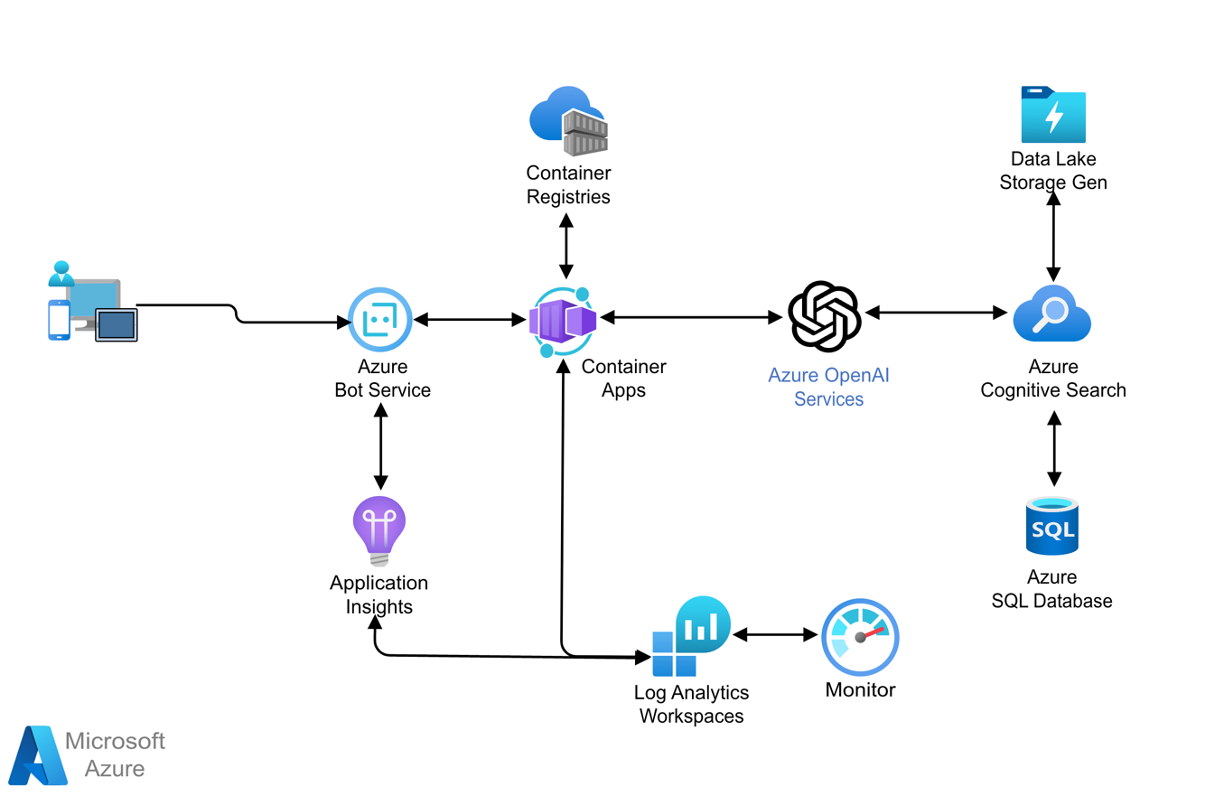 Container
Registries
Data Lake
Storage Gen
Azure
Bot Service
Container
Apps
Azure OpenAI
Services
Azure
Cognitive Search
SQL
Azure
SQL Database
Application
Insights
Log Analytics
Workspaces
Monitor
Microsoft
Azure